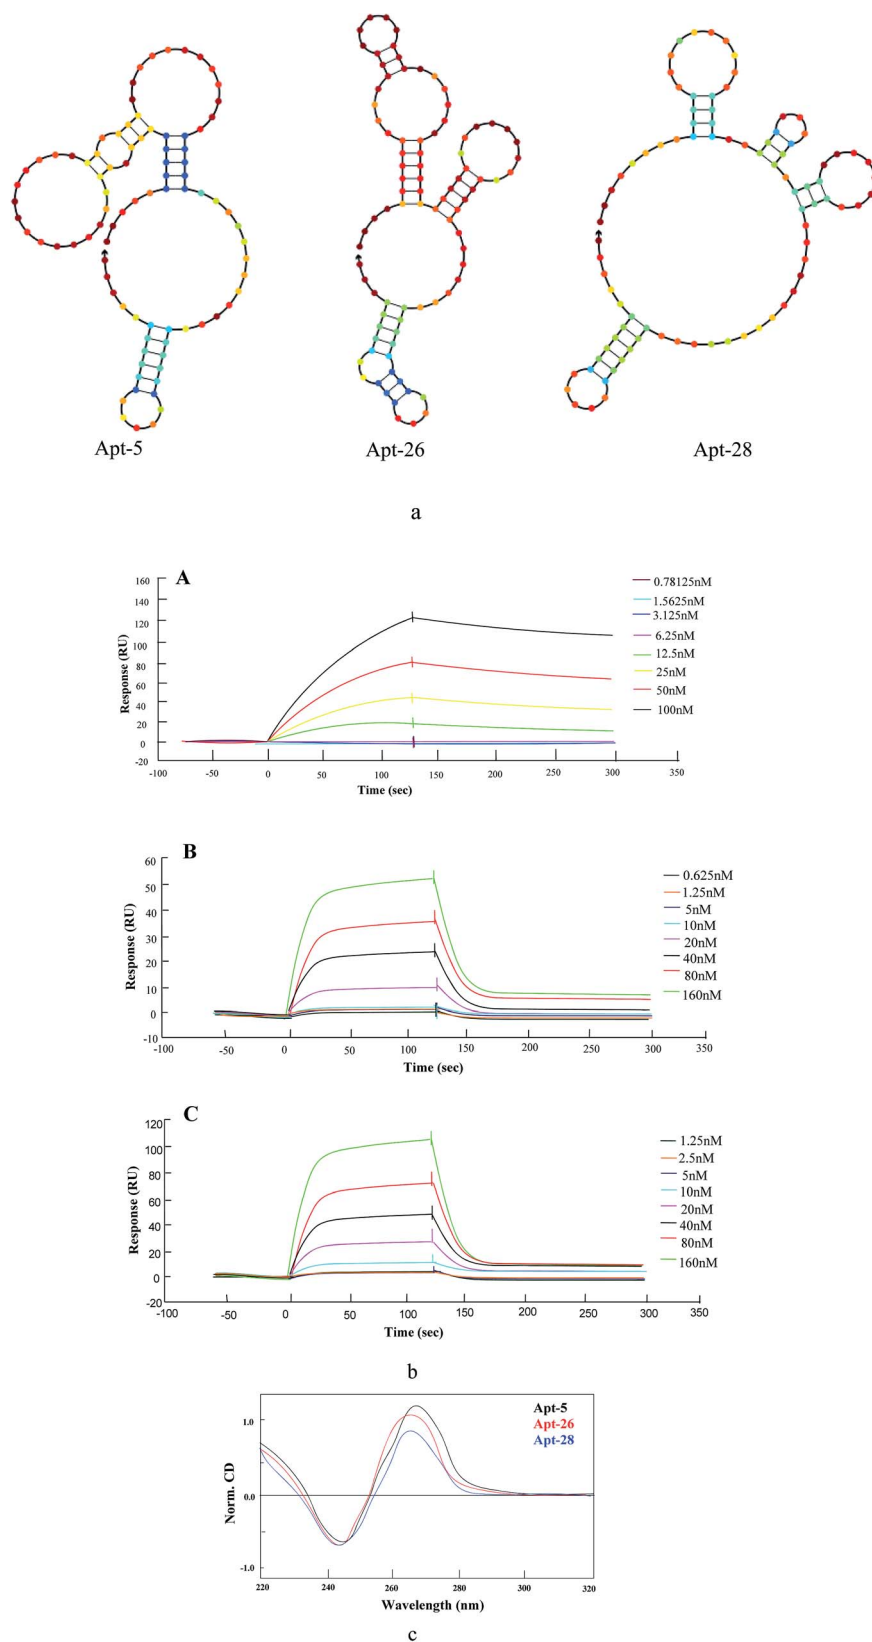 Apt-5
Apt-26
Apt-28
a
A
160
140
120
100
80
60
40
20
0
-20
-100
-50
0
50
100
150
200
250
300
350
Response (RU)
Time (sec)
0.78125nM
1.5625nM
3.125nM
6.25nM
12.5nM
25nM
50nM
100nM
B
60
50
40
30
20
10
0
-10
-100
-50
0
50
100
150
200
250
300
350
Response (RU)
Time (sec)
0.625nM
1.25nM
5nM
10nM
20nM
40nM
80nM
160nM
C
120
100
80
60
40
20
0
-20
-100
-50
0
50
100
150
200
250
300
350
Response (RU)
Time (sec)
1.25nM
2.5nM
5nM
10nM
20nM
40nM
80nM
160nM
b
Apt-5
Apt-26
Apt-28
1.0
0.0
-1.0
Norm. CD
220
240
260
280
300
320
Wavelength (nm)
c